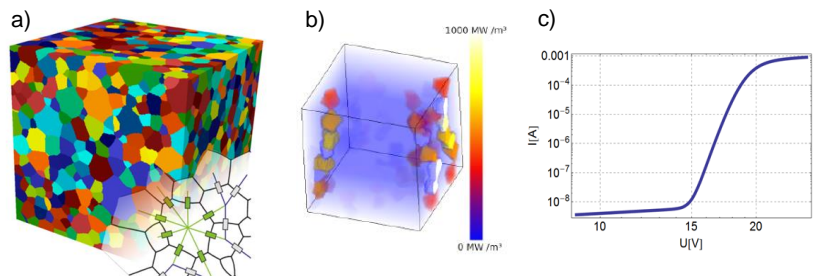 a)
b)
c)
1000 MW /m³
0 MW /m³
0.001
10⁻⁴
10⁻⁵
10⁻⁶
10⁻⁷
10⁻⁸
I[A]
10
15
20
U[V]